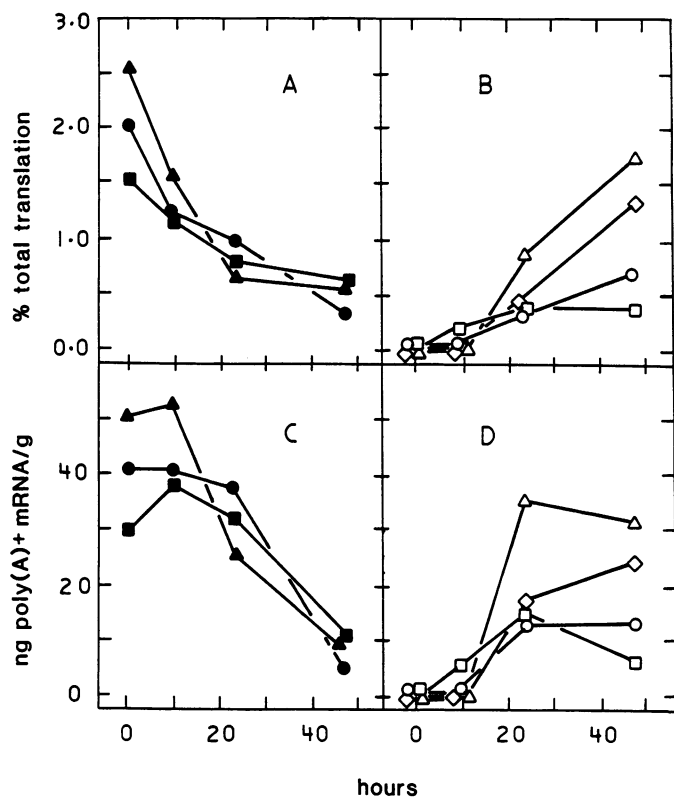 3.0
2.0
1.0
0.0
% total translation
A
B
40
20
0
ng poly(A)+ mRNA/g
C
D
0 20 40 0 20 40
hours